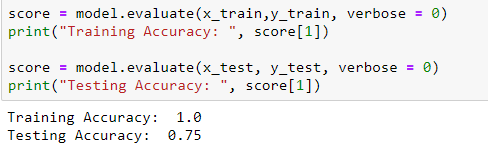 score = model.evaluate(x_train,y_train, verbose = 0)
print("Training Accuracy: ", score[1])
score = model.evaluate(x_test, y_test, verbose = 0)
print("Testing Accuracy: ", score[1])
Training Accuracy:  1.0
Testing Accuracy:  0.75